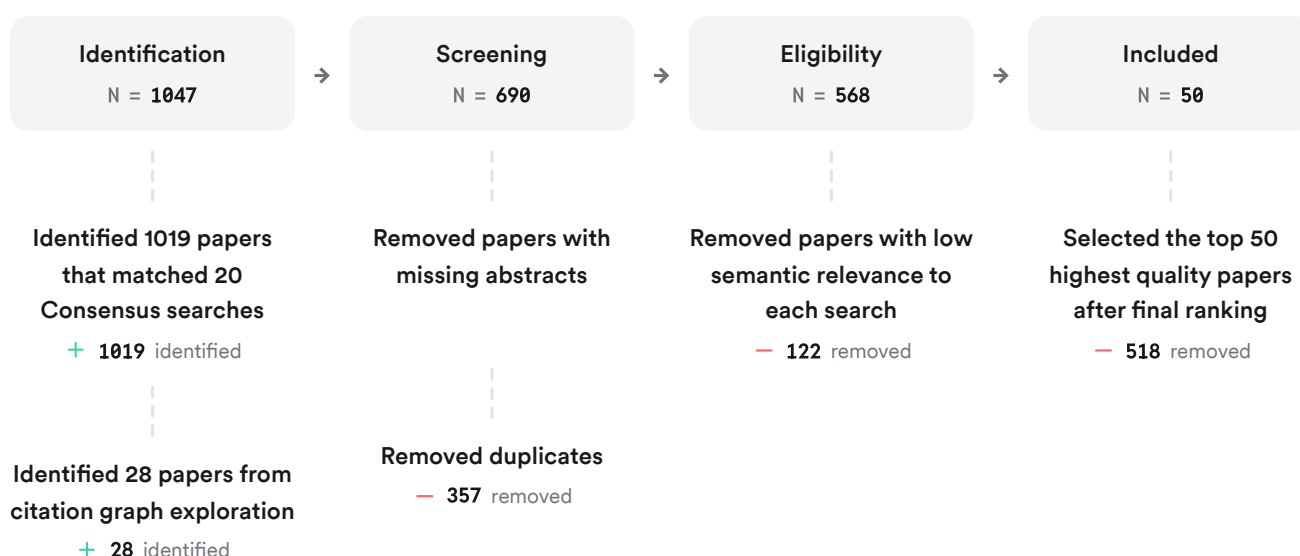 Identification
N = 1047
Identified 1019 papers
that matched 20
Consensus searches
+ 1019 identified
Identified 28 papers from
citation graph exploration
+ 28 identified
→
Screening
N = 690
Removed papers with
missing abstracts
Removed duplicates
— 357 removed
→
Eligibility
N = 568
Removed papers with low
semantic relevance to
each search
— 122 removed
→
Included
N = 50
Selected the top 50
highest quality papers
after final ranking
— 518 removed